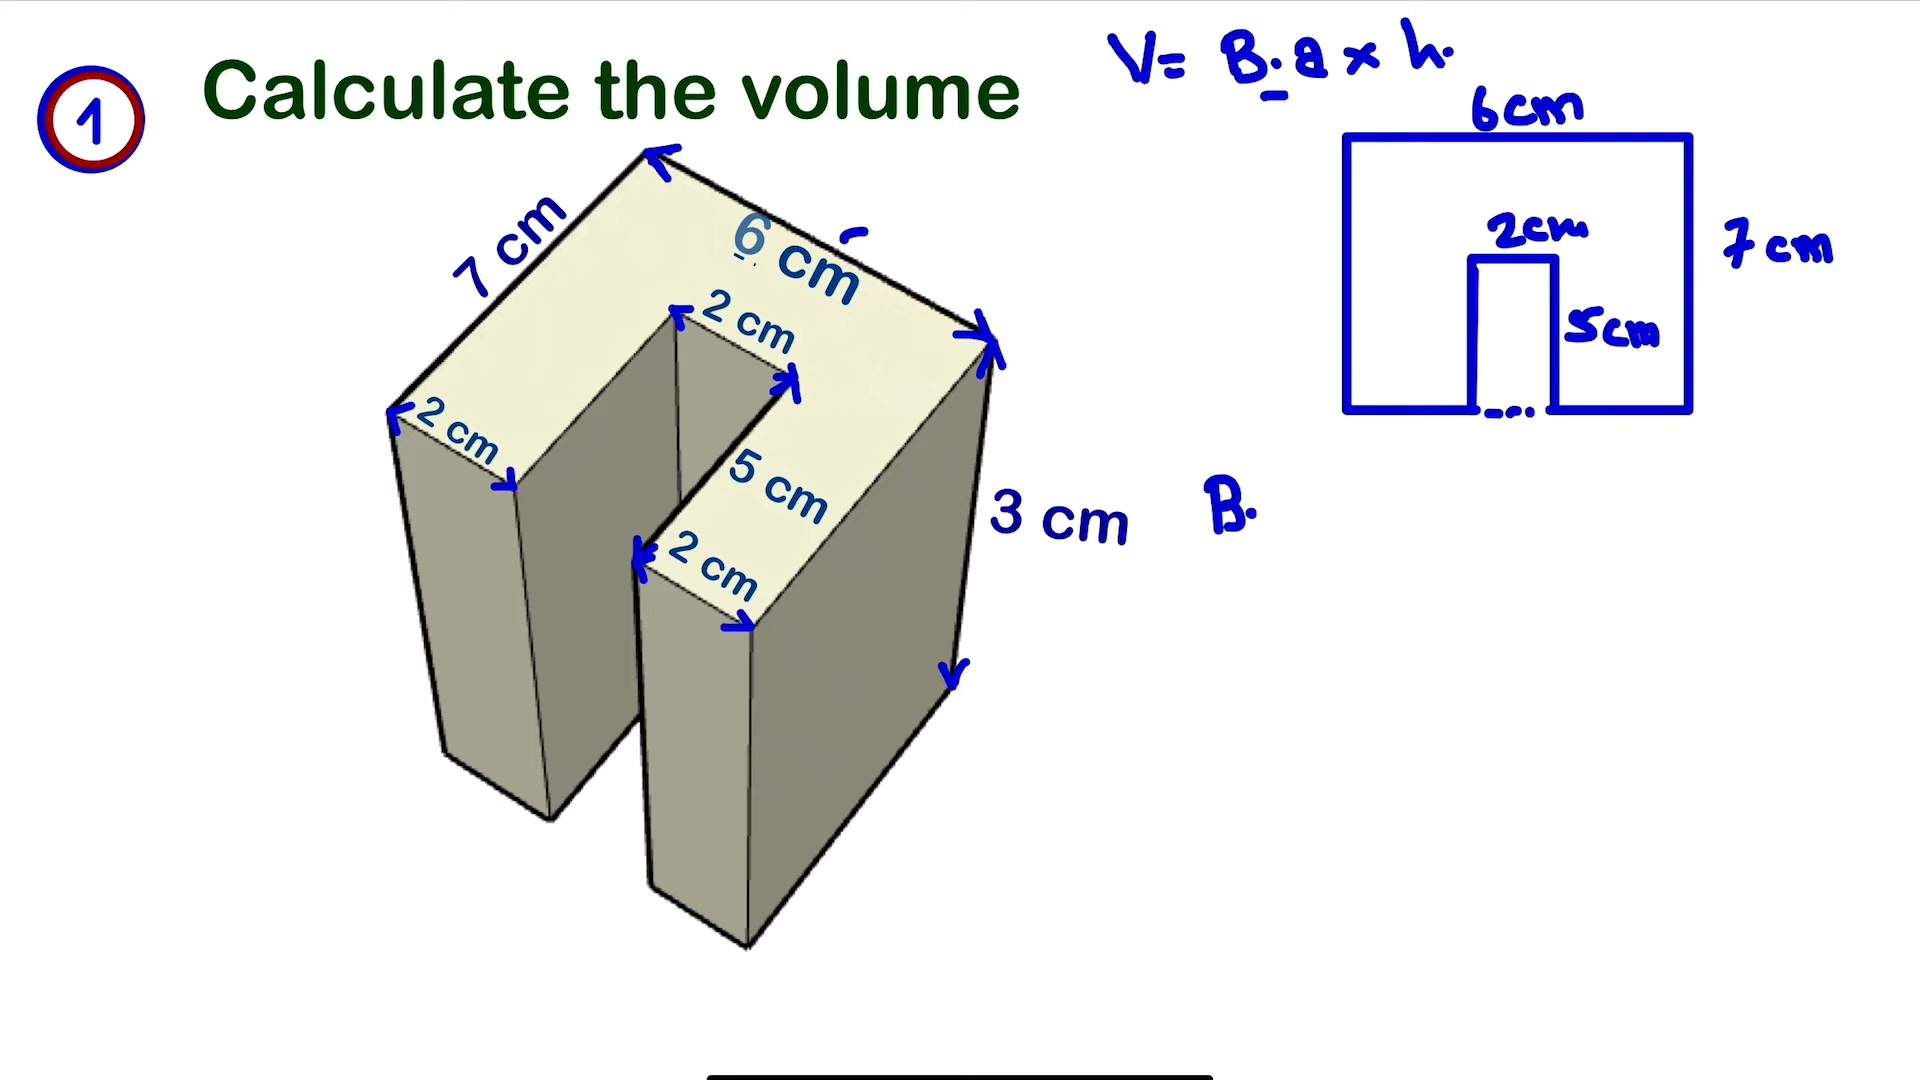 1
Calculate the volume
V= B.a x h.
6cm
7 cm
6 cm
2cm
7 cm
2 cm
5cm
2 cm
5 cm
3 cm
B.
2 cm